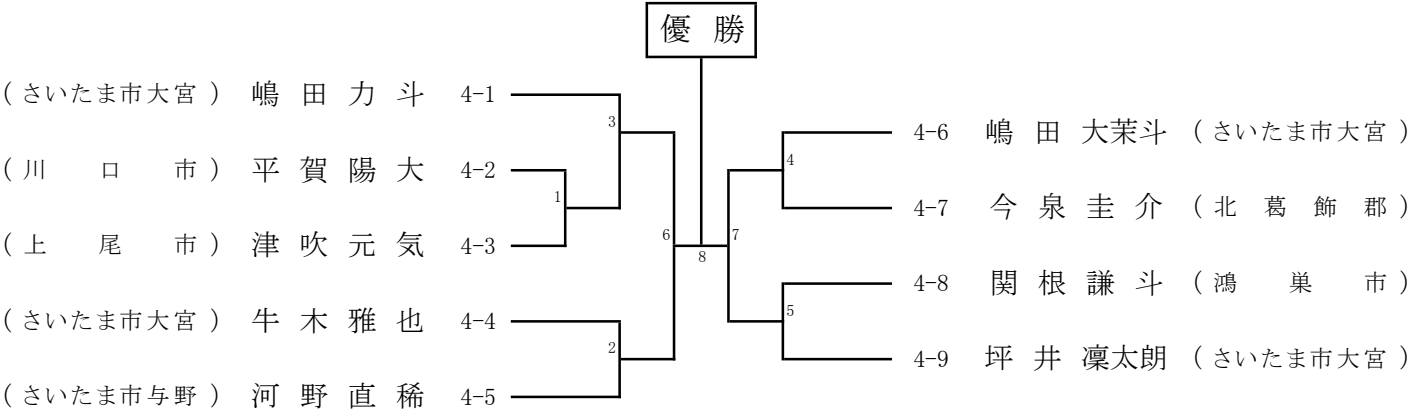 優 勝
( さいたま市大宮 ) 嶋 田 力 斗 4-1
( 川 口 市 ) 平 賀 陽 大 4-2
( 上 尾 市 ) 津 吹 元 気 4-3
( さいたま市大宮 ) 牛 木 雅 也 4-4
( さいたま市与野 ) 河 野 直 稀 4-5
3
1
2
6
8
7
4
5
4-6 嶋 田 大茉斗 ( さいたま市大宮 )
4-7 今 泉 圭 介 ( 北 葛 飾 郡 )
4-8 関 根 謙 斗 ( 鴻 巣 市 )
4-9 坪 井 凜太朗 ( さいたま市大宮 )